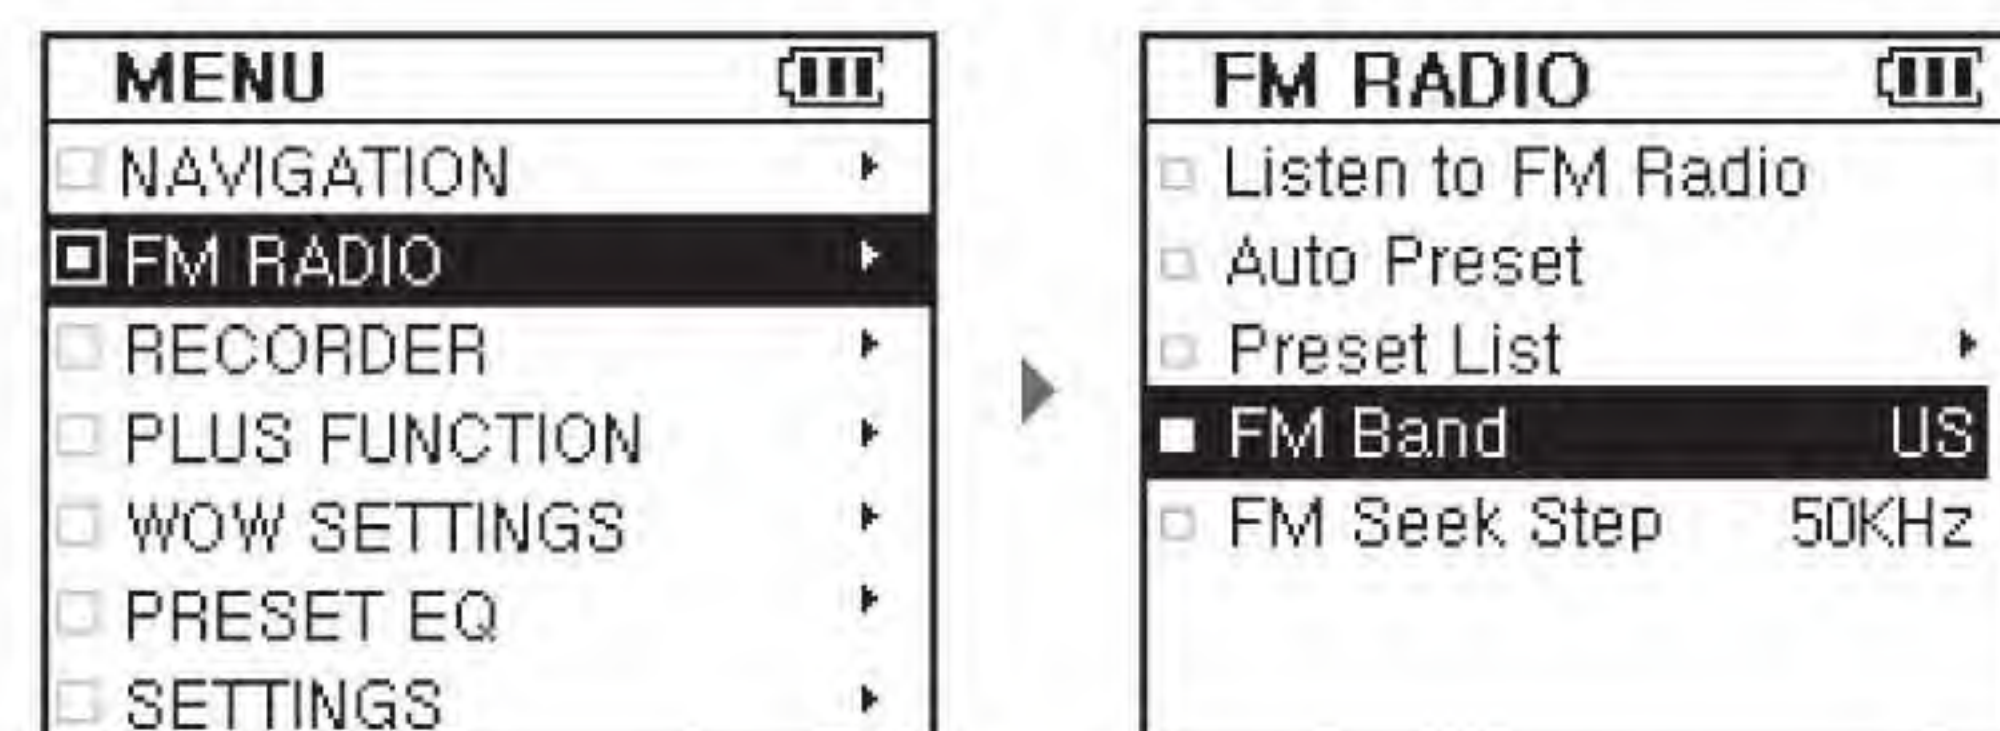 MENU
NAVIGATION
FM RADIO
RECORDER
PLUS FUNCTION
WOW SETTINGS
PRESET EQ
SETTINGS
FM RADIO
Listen to FM Radio
Auto Preset
Preset List
FM Band US
FM Seek Step 50KHz